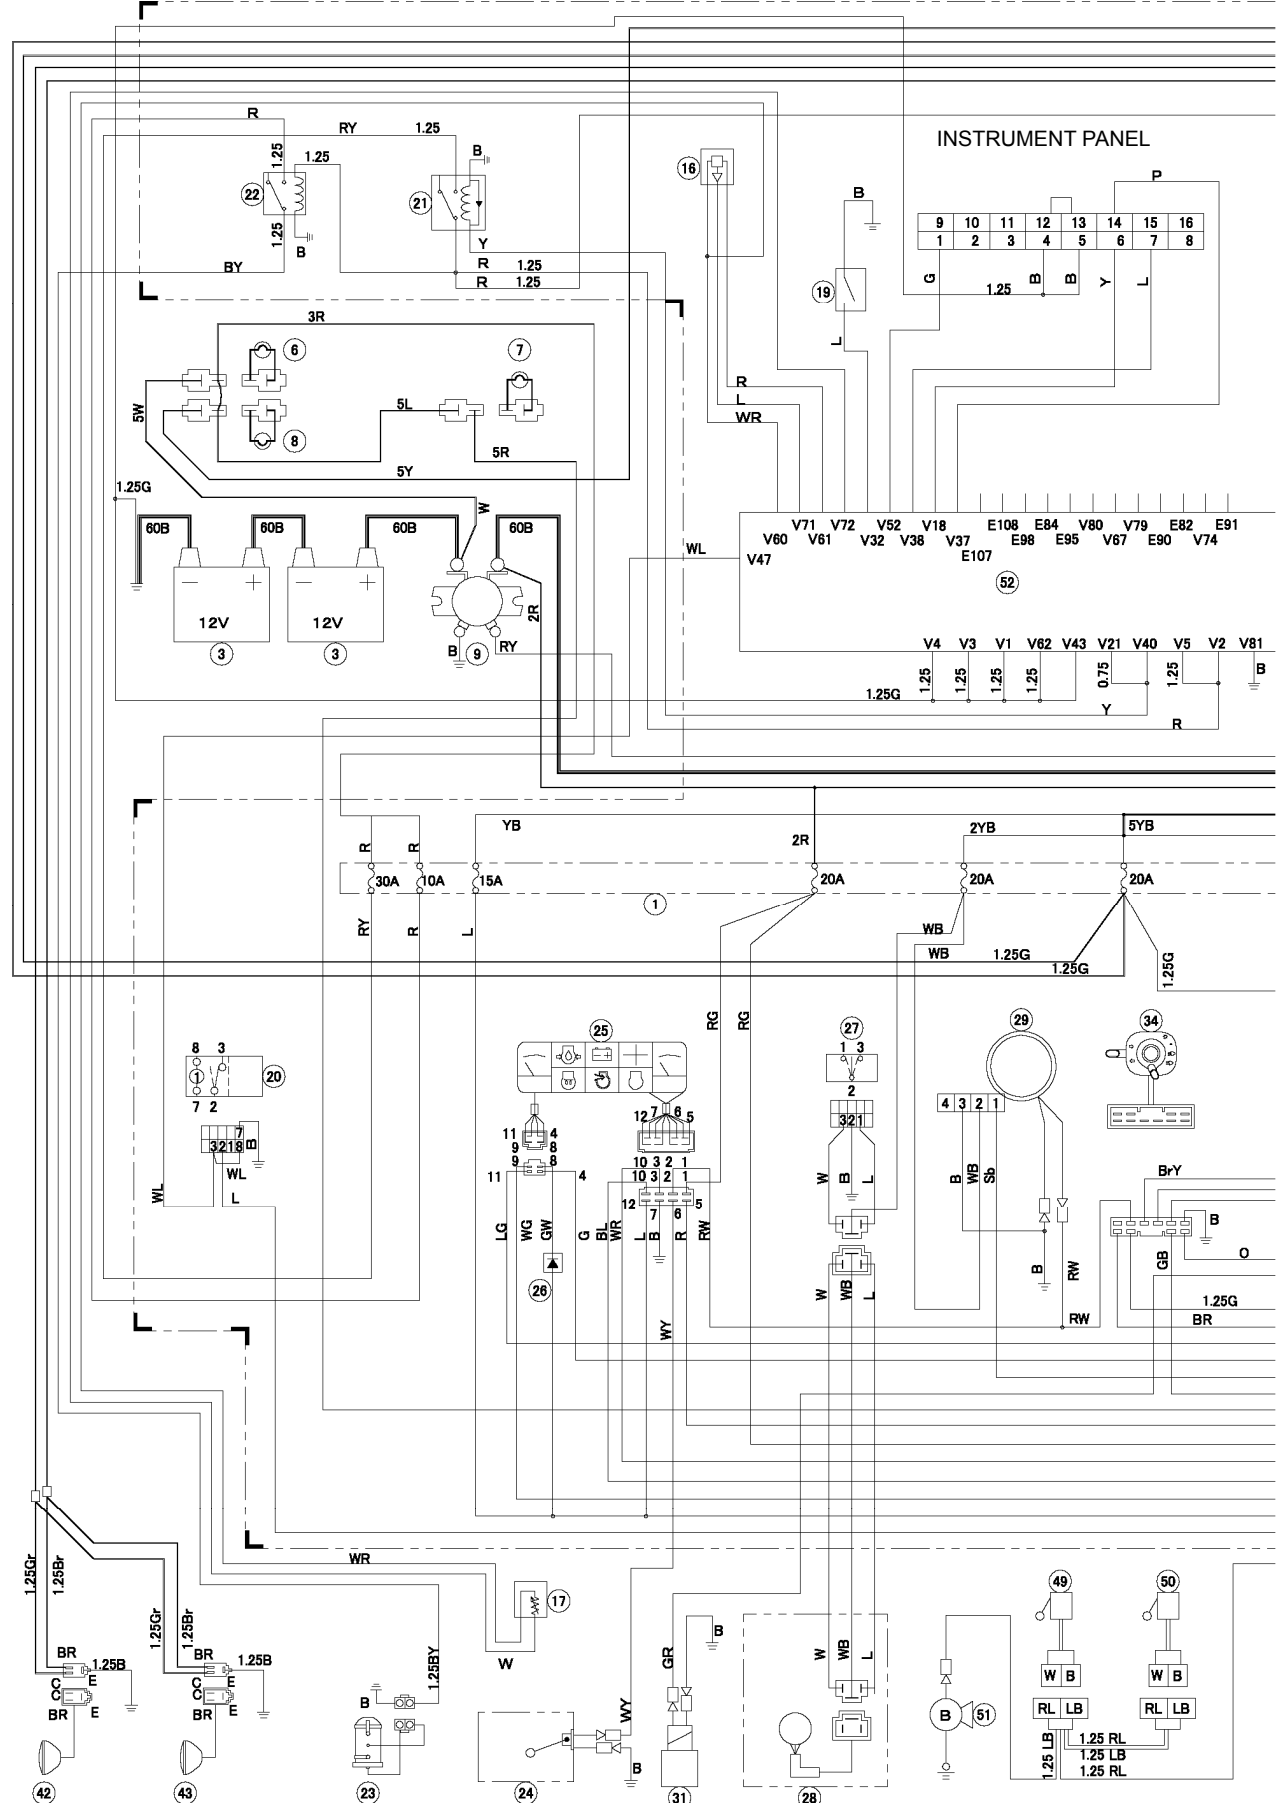 R
RY 1.25
B
INSTRUMENT PANEL
1.25
1.25
16
P
22
21
B
9 10 11 12 13 14 15 16
1 2 3 4 5 6 7 8
1.25
B
Y
BY
R 1.25
R 1.25
19
G
1.25
B
B
Y
L
3R
6
7
L
5W
5L
R
L
WR
8
5R
5Y
1.25G
W
60B
60B
60B
60B
V71 V72 V52 V18 E108 E84 V80 V79 E82 E91
V60 V61 V32 V38 V37 E98 E95 V67 E90 V74
WL
V47
E107
52
12V
12V
2R
3
3
B
9
RY
V4 V3 V1 V62 V43 V21 V40 V5 V2 V81
1.25
1.25
1.25
1.25
0.75
1.25
B
1.25G
Y
R
YB
2YB
5YB
2R
R
R
30A
10A
15A
20A
20A
20A
1
RY
R
L
WB
WB
1.25G
1.25G
1.25G
RG
RG
25
27
29
34
8 3
1
20
7 2
1 3
2
4 3 2 1
12 7 6 5
11 4
9 8
321
7
3218
B
9 8
11 4
10 3 2 1
10 3 2 1
12 5
7 6
WL
WL
L
W
B
L
B
WB
Sb
BrY
B
LG
WG
GW
G
BL
WR
L
B
R
RW
26
W
WB
L
B
RW
GB
O
1.25G
RW
BR
WY
1.25Gr
1.25Br
WR
17
49
50
1.25Gr
1.25Br
W
1.25BY
WY
GR
B
W
WB
L
BR
1.25B
E
C
C
BR
E
BR
1.25B
E
C
C
BR
E
B
B
W B
W B
RL LB
RL LB
B
51
1.25 LB
1.25 RL
1.25 LB
1.25 RL
42
43
23
24
31
28